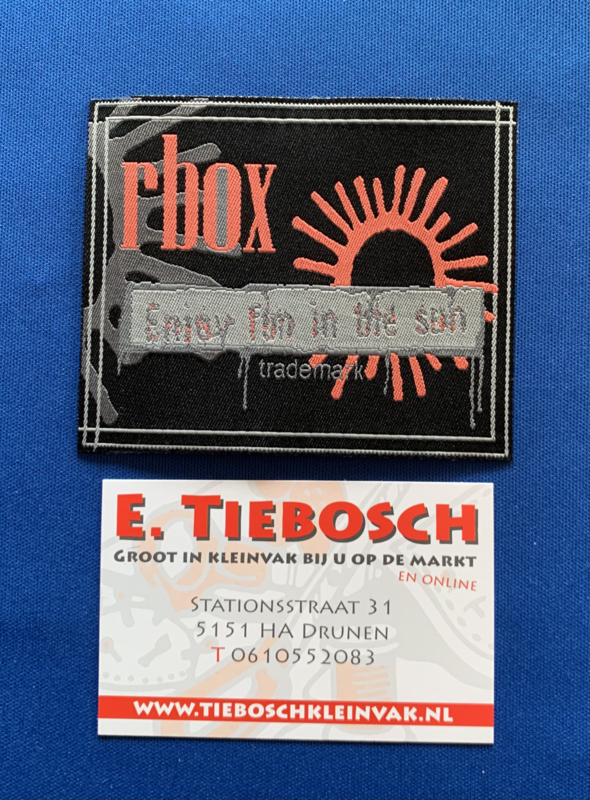 rbox
Enjoy fun in the sun
trademark
E. TIEBOSCH
GROOT IN KLEINVAK BIJ U OP DE MARKT
EN ONLINE
STATIONSSTRAAT 31
5151 HA DRUNEN
T 0610552083
WWW.TIEBOSCHKLEINVAK.NL